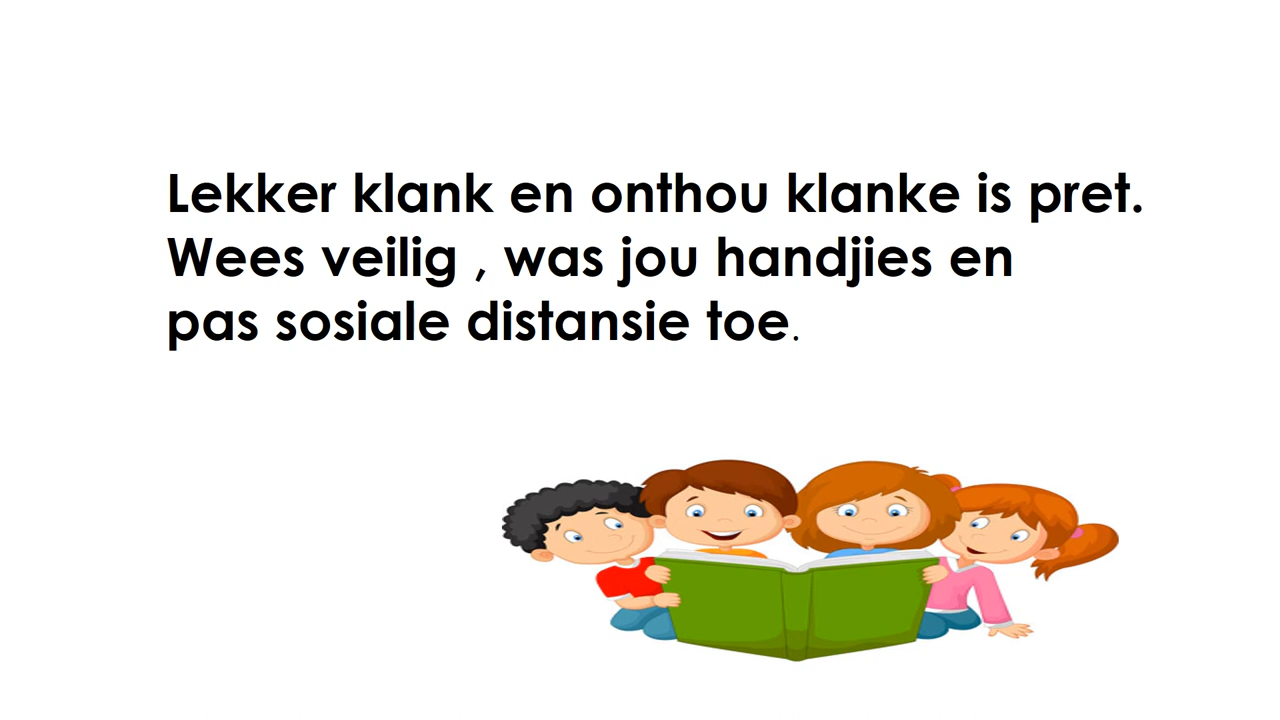 Lekker klank en onthou klanke is pret.
Wees veilig , was jou handjies en
pas sosiale distansie toe.